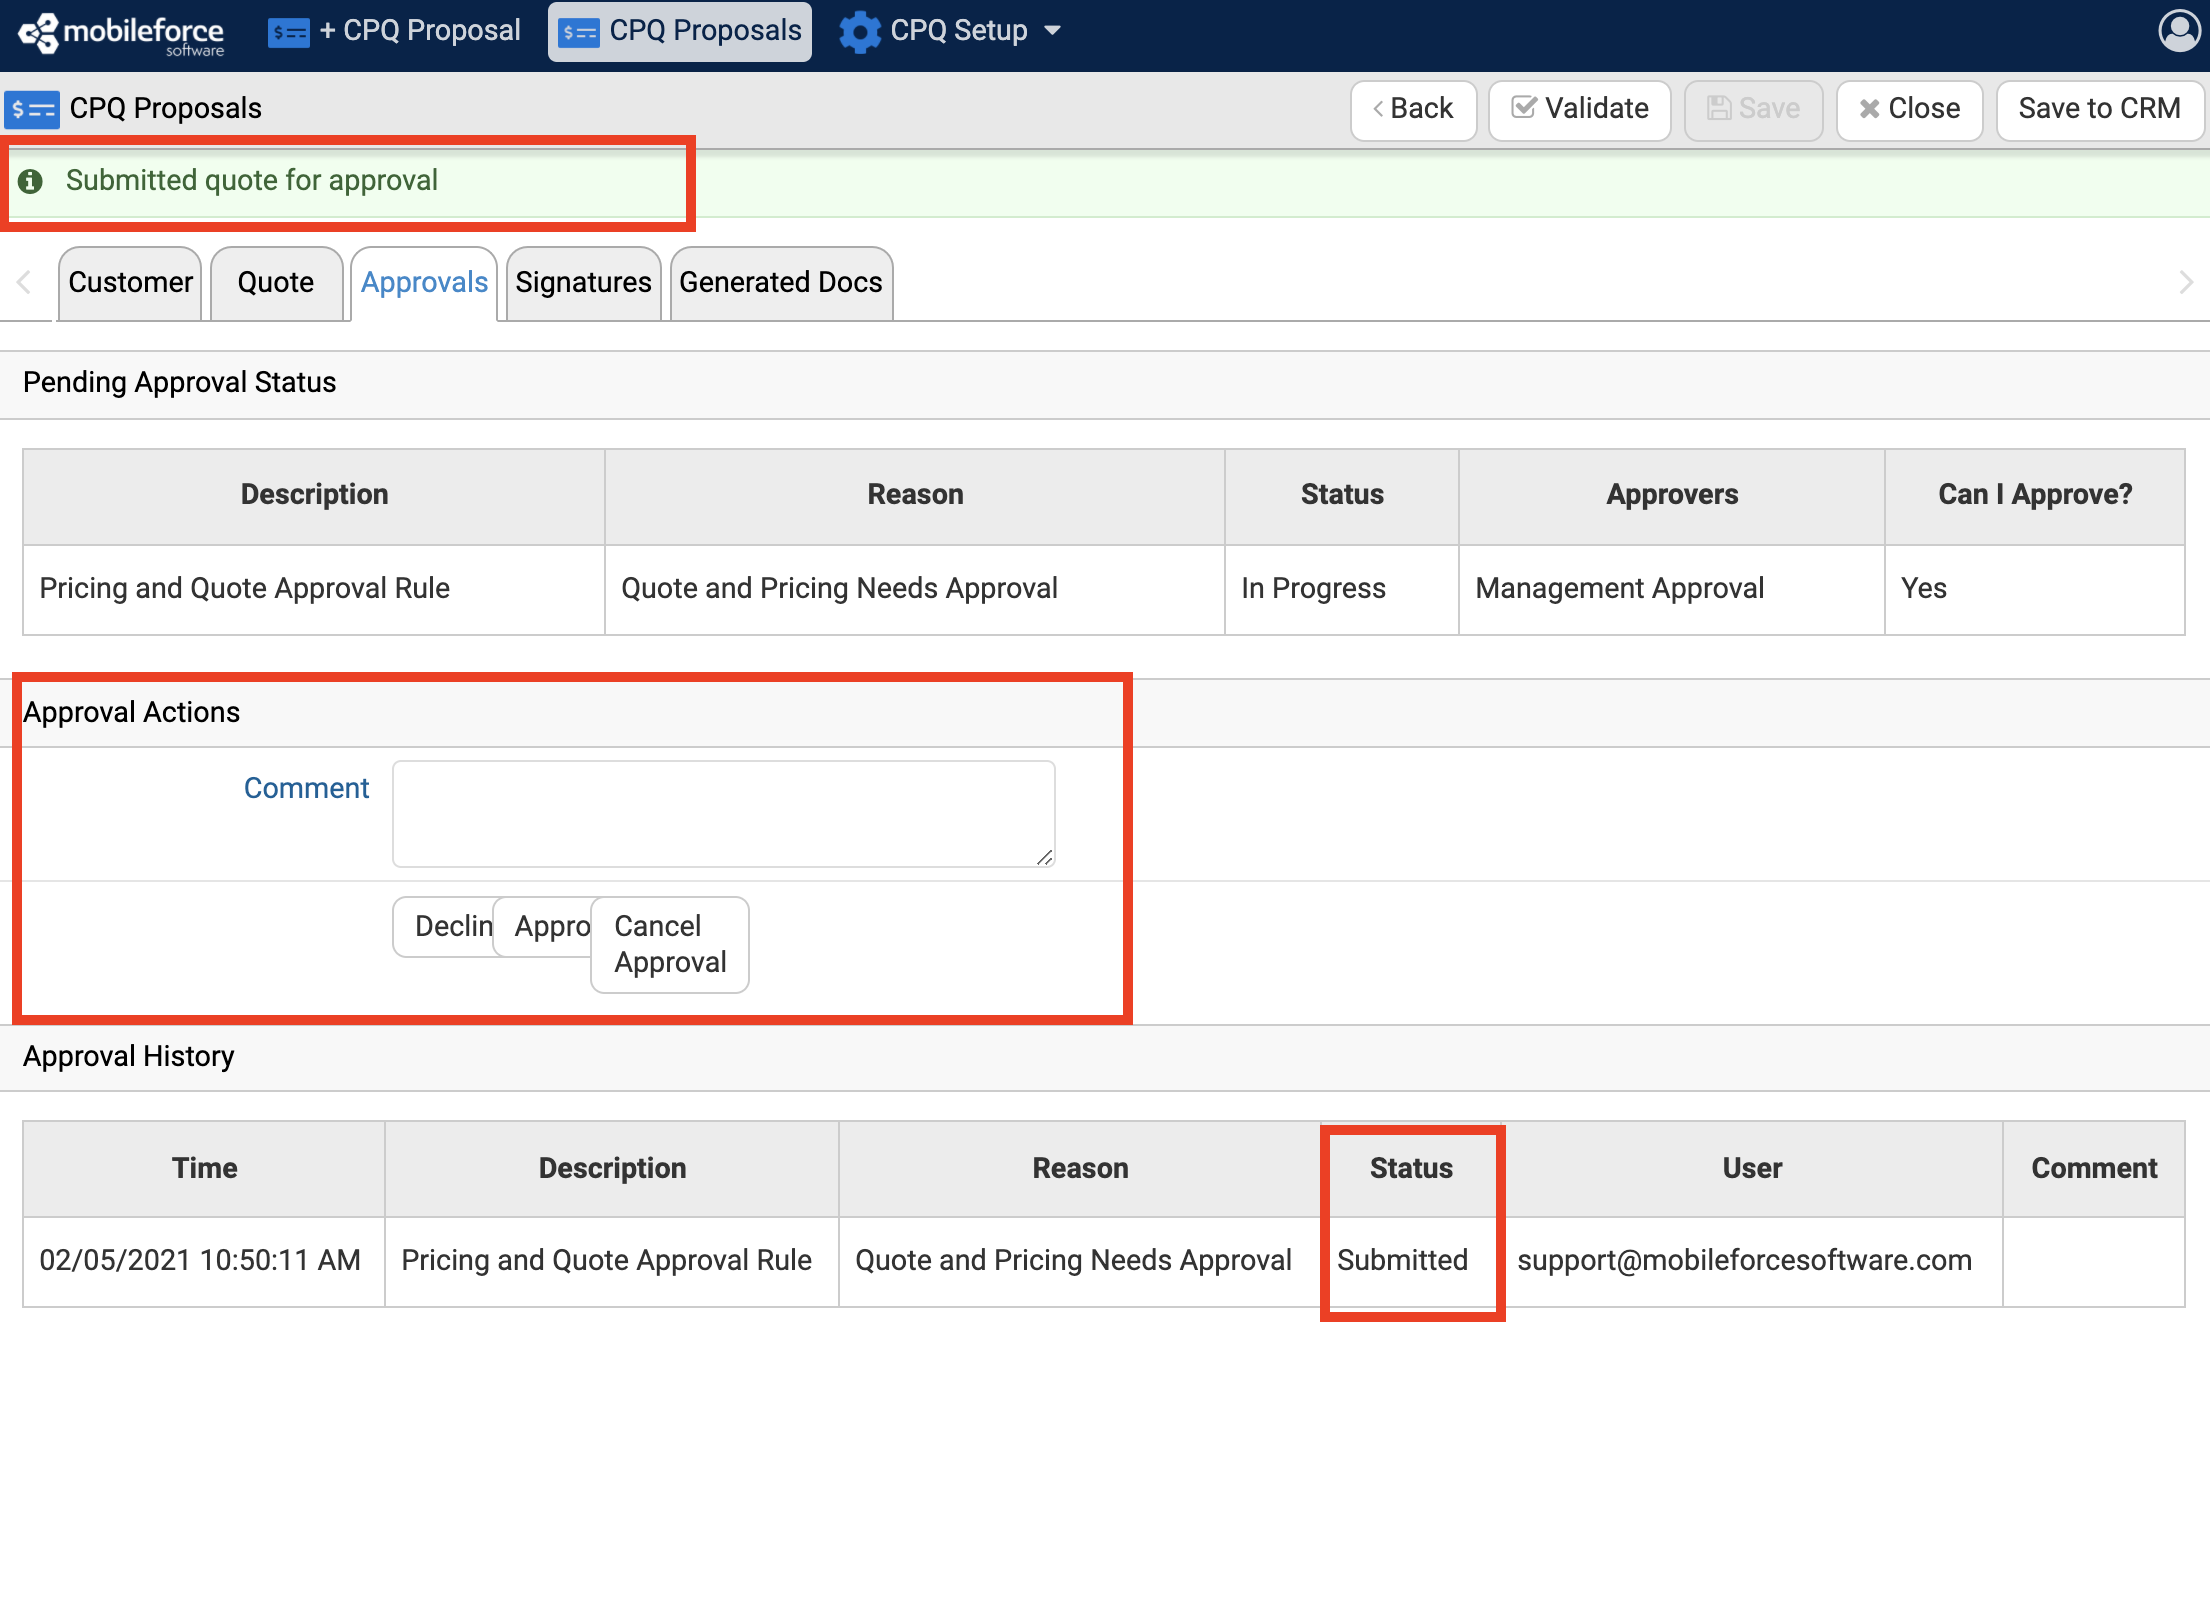 mobileforce
software
+ CPQ Proposal
CPQ Proposals
CPQ Setup
CPQ Proposals
Back
Validate
Save
Close
Save to CRM
Submitted quote for approval
Customer
Quote
Approvals
Signatures
Generated Docs
Pending Approval Status
Description Reason Status Approvers Can I Approve?
Pricing and Quote Approval Rule Quote and Pricing Needs Approval In Progress Management Approval Yes
Approval Actions
Comment
Declin
Appro
Cancel
Approval
Approval History
Time Description Reason Status User Comment
02/05/2021 10:50:11 AM Pricing and Quote Approval Rule Quote and Pricing Needs Approval Submitted support@mobileforcesoftware.com